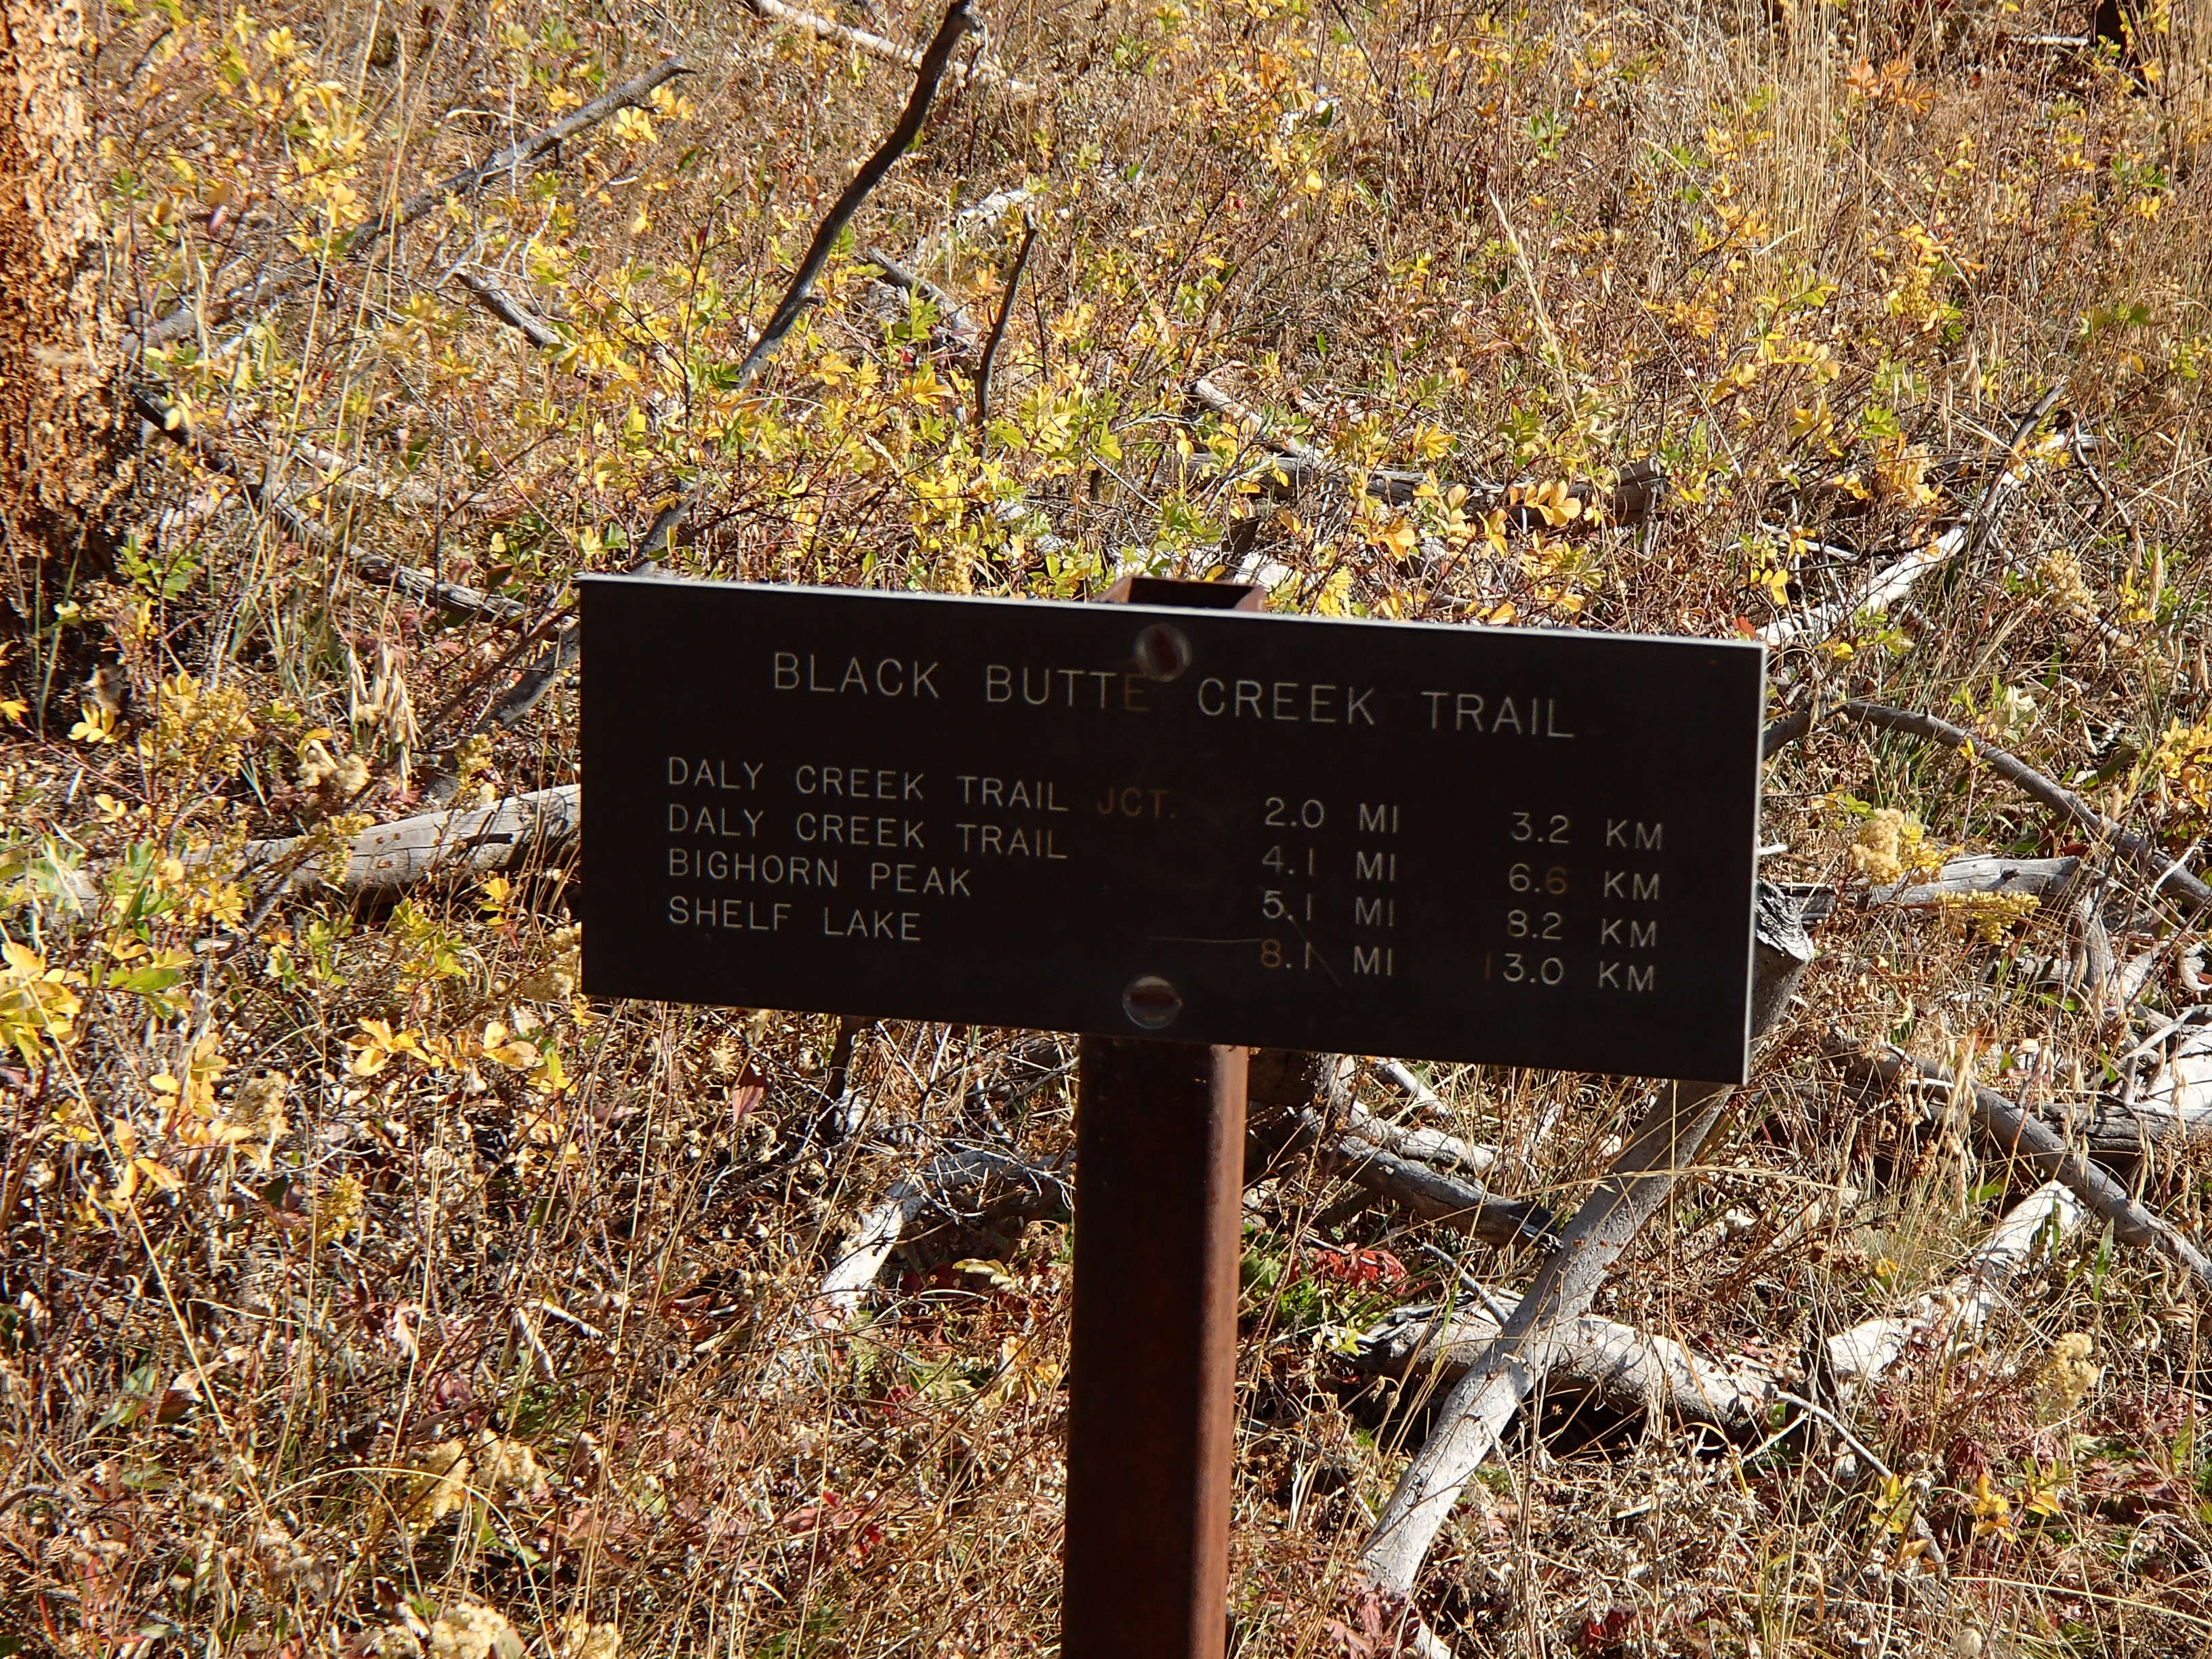 BLACK BUTTE CREEK TRAIL
DALY CREEK TRAIL JCT. 2.0 MI 3.2 KM
DALY CREEK TRAIL 4.1 MI 6.6 KM
BIGHORN PEAK 5.1 MI 8.2 KM
SHELF LAKE 8.1 MI 13.0 KM